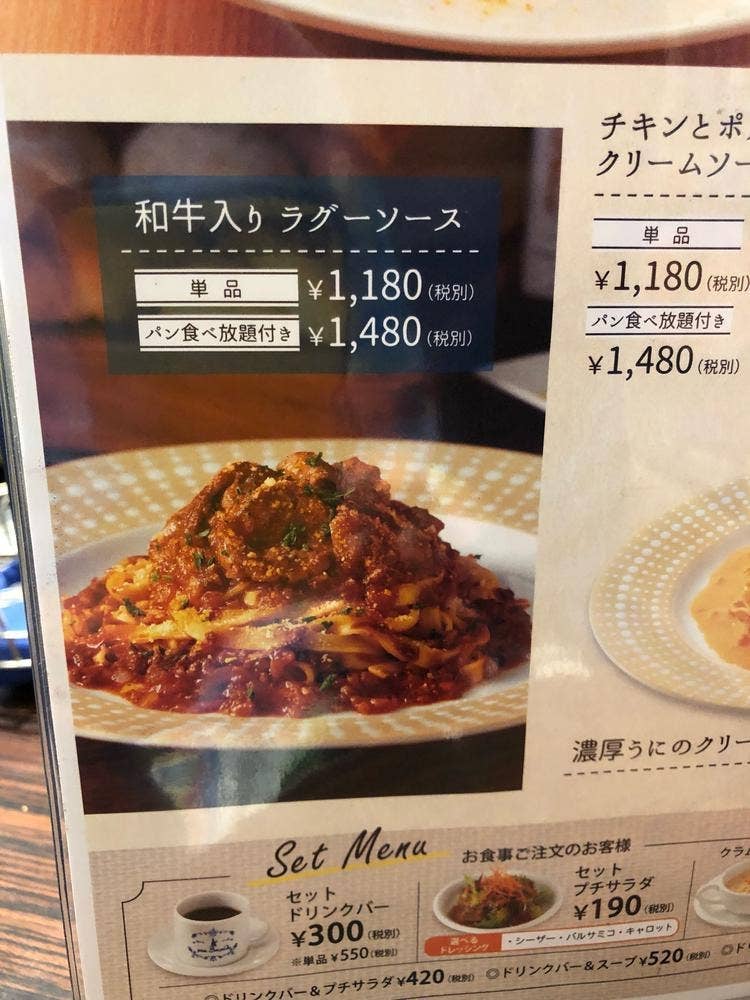 和牛入り ラグーソース
単品 ¥1,180(税別)
パン食べ放題付き ¥1,480(税別)
チキンとポ
クリームソー
単品
¥1,180(税別)
パン食べ放題付き
¥1,480(税別)
濃厚うにのクリー
Set Menu お食事ご注文のお客様
セット
ドリンクバー
¥300(税別)
※単品¥550(税別)
セット
プチサラダ
¥190(税別)
選べる
ドレッシング
・シーザー・バルサミコ・キャロット
クラム
ドリンクバー&プチサラダ¥420(税別) ◎ドリンクバー&スープ¥520(税別) ◎ド